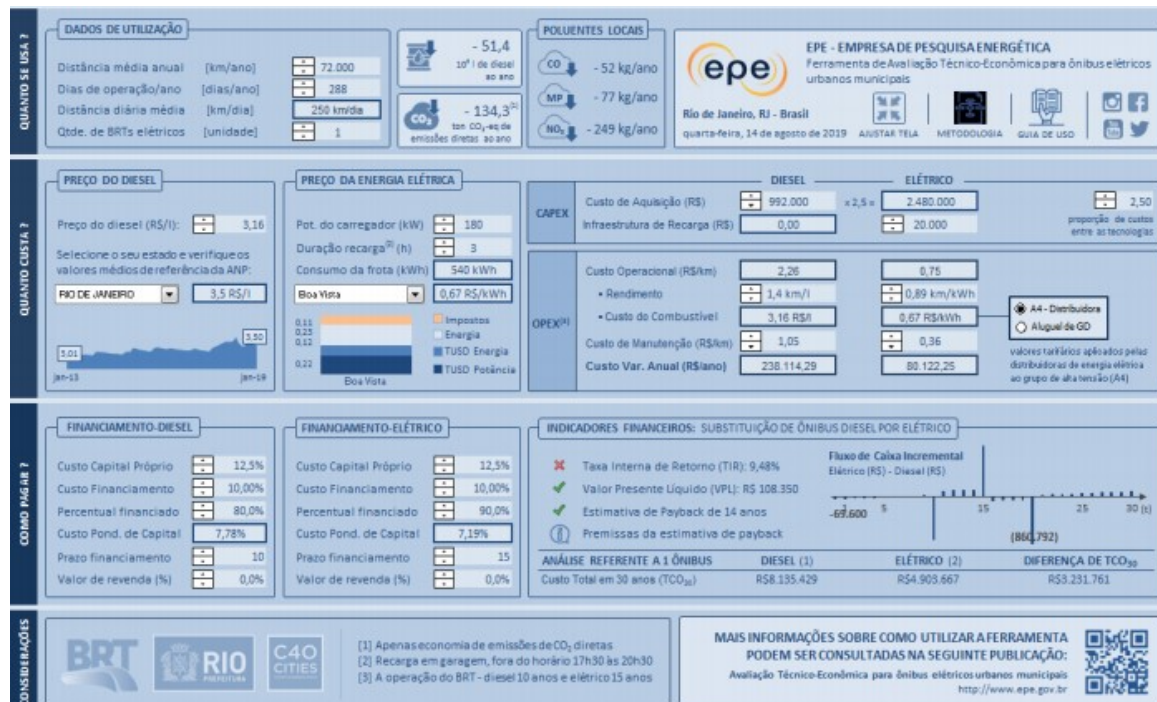 QUANTO SE USA ?
DADOS DE UTILIZAÇÃO
Distância média anual [km/ano] 72.000
Dias de operação/ano [dias/ano] 288
Distância diária média [km/dia] 250 km/dia
Qtde. de BRTs elétricos [unidade] 1
- 51,4
10³ l de diesel
ao ano
CO₂
- 134,3[1]
ton CO₂-eq de
emissões diretas ao ano
POLUENTES LOCAIS
CO - 52 kg/ano
MP - 77 kg/ano
NOₓ - 249 kg/ano
epe
EPE - EMPRESA DE PESQUISA ENERGÉTICA
Ferramenta de Avaliação Técnico-Econômica para ônibus elétricos
urbanos municipais
Rio de Janeiro, RJ - Brasil
quarta-feira, 14 de agosto de 2019
AJUSTAR TELA METODOLOGIA GUIA DE USO
QUANTO CUSTA ?
PREÇO DO DIESEL
Preço do diesel (R$/l): 3,16
Selecione o seu estado e verifique os
valores médios de referência da ANP:
RIO DE JANEIRO 3,5 R$/l
3,01 3,50
jan-13 jan-19
PREÇO DA ENERGIA ELÉTRICA
Pot. do carregador (kW) 180
Duração recarga[2] (h) 3
Consumo da frota (kWh) 540 kWh
Boa Vista 0,67 R$/kWh
0,11
0,23
0,12
0,22
Boa Vista
Impostos
Energia
TUSD Energia
TUSD Potência
DIESEL ELÉTRICO
CAPEX
Custo de Aquisição (R$) 992.000 x 2,5 = 2.480.000
Infraestrutura de Recarga (R$) 0,00 20.000
2,50
proporção de custos
entre as tecnologias
OPEX[3]
Custo Operacional (R$/km) 2,26 0,75
• Rendimento 1,4 km/l 0,89 km/kWh
• Custo do Combustível 3,16 R$/l 0,67 R$/kWh
Custo de Manutenção (R$/km) 1,05 0,36
Custo Var. Anual (R$/ano) 238.114,29 80.122,25
A4 - Distribuidora
Aluguel de GD
valores tarifários aplicados pelas
distribuidoras de energia elétrica
ao grupo de alta tensão (A4)
COMO PAGAR ?
FINANCIAMENTO-DIESEL
Custo Capital Próprio 12,5%
Custo Financiamento 10,00%
Percentual financiado 80,0%
Custo Pond. de Capital 7,78%
Prazo financiamento 10
Valor de revenda (%) 0,0%
FINANCIAMENTO-ELÉTRICO
Custo Capital Próprio 12,5%
Custo Financiamento 10,00%
Percentual financiado 90,0%
Custo Pond. de Capital 7,19%
Prazo financiamento 15
Valor de revenda (%) 0,0%
INDICADORES FINANCEIROS: SUBSTITUIÇÃO DE ÔNIBUS DIESEL POR ELÉTRICO
Taxa Interna de Retorno (TIR): 9,48%
Valor Presente Líquido (VPL): R$ 108.350
Estimativa de Payback de 14 anos
Premissas da estimativa de payback
Fluxo de Caixa Incremental
Elétrico (R$) - Diesel (R$)
5 15 25 30 (t)
-69.600
(860.792)
ANÁLISE REFERENTE A 1 ÔNIBUS DIESEL (1) ELÉTRICO (2) DIFERENÇA DE TCO₃₀
Custo Total em 30 anos (TCO₃₀) R$8.135.429 R$4.903.667 R$3.231.761
CONSIDERAÇÕES
BRT
RIO
PREFEITURA
C40
CITIES
[1] Apenas economia de emissões de CO₂ diretas
[2] Recarga em garagem, fora do horário 17h30 às 20h30
[3] A operação do BRT - diesel 10 anos e elétrico 15 anos
MAIS INFORMAÇÕES SOBRE COMO UTILIZAR A FERRAMENTA
PODEM SER CONSULTADAS NA SEGUINTE PUBLICAÇÃO:
Avaliação Técnico-Econômica para ônibus elétricos urbanos municipais
http://www.epe.gov.br